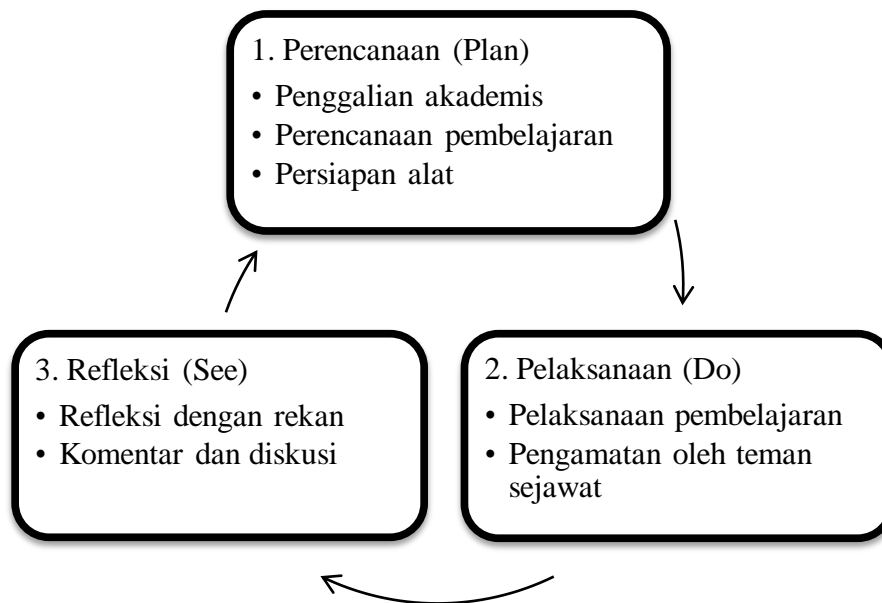 1. Perencanaan (Plan)
• Penggalian akademis
• Perencanaan pembelajaran
• Persiapan alat
3. Refleksi (See)
• Refleksi dengan rekan
• Komentar dan diskusi
2. Pelaksanaan (Do)
• Pelaksanaan pembelajaran
• Pengamatan oleh teman
sejawat